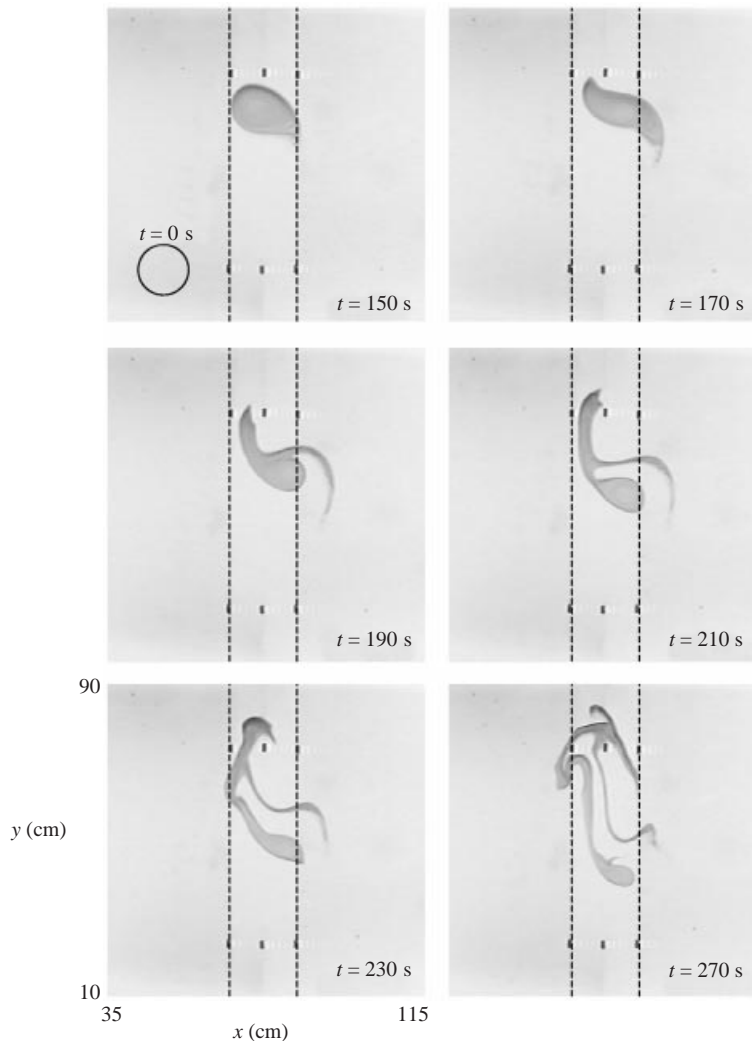 t = 0 s
t = 150 s
t = 170 s
t = 190 s
t = 210 s
90
y (cm)
10
t = 230 s
t = 270 s
35
115
x (cm)